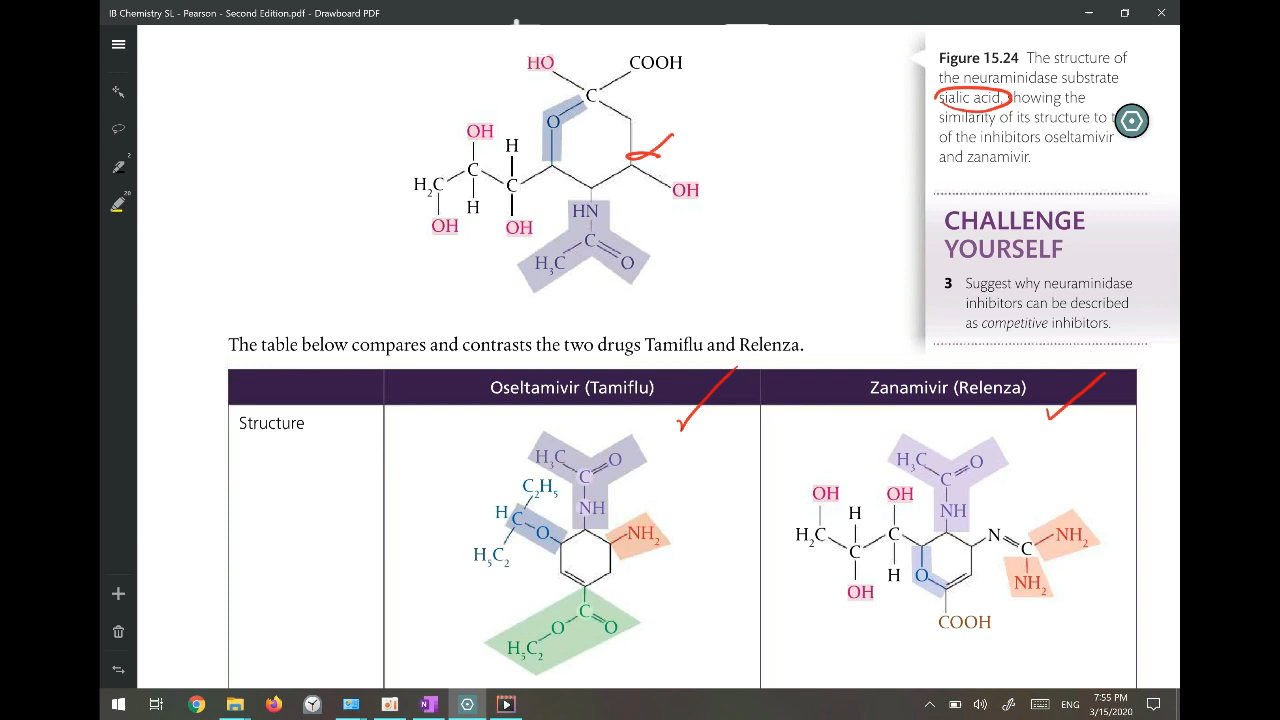 IB Chemistry SL - Pearson - Second Edition.pdf - Drawboard PDF
HO COOH
C
O
OH H
C
H₂C C OH
H
OH OH HN
C
H₃C O
Figure 15.24 The structure of
the neuraminidase substrate
sialic acid, showing the
similarity of its structure to
of the inhibitors oseltamivir
and zanamivir.
CHALLENGE
YOURSELF
3 Suggest why neuraminidase
inhibitors can be described
as competitive inhibitors.
The table below compares and contrasts the two drugs Tamiflu and Relenza.
Oseltamivir (Tamiflu) Zanamivir (Relenza)
Structure
H₃C O
C
C₂H₅ NH
H C O NH₂
H₅C₂
C
O O
H₅C₂
H₃C O
C
OH OH NH
H N NH₂
H₂C C C C
H O NH₂
OH
COOH
2
20
ENG
7:55 PM
3/15/2020